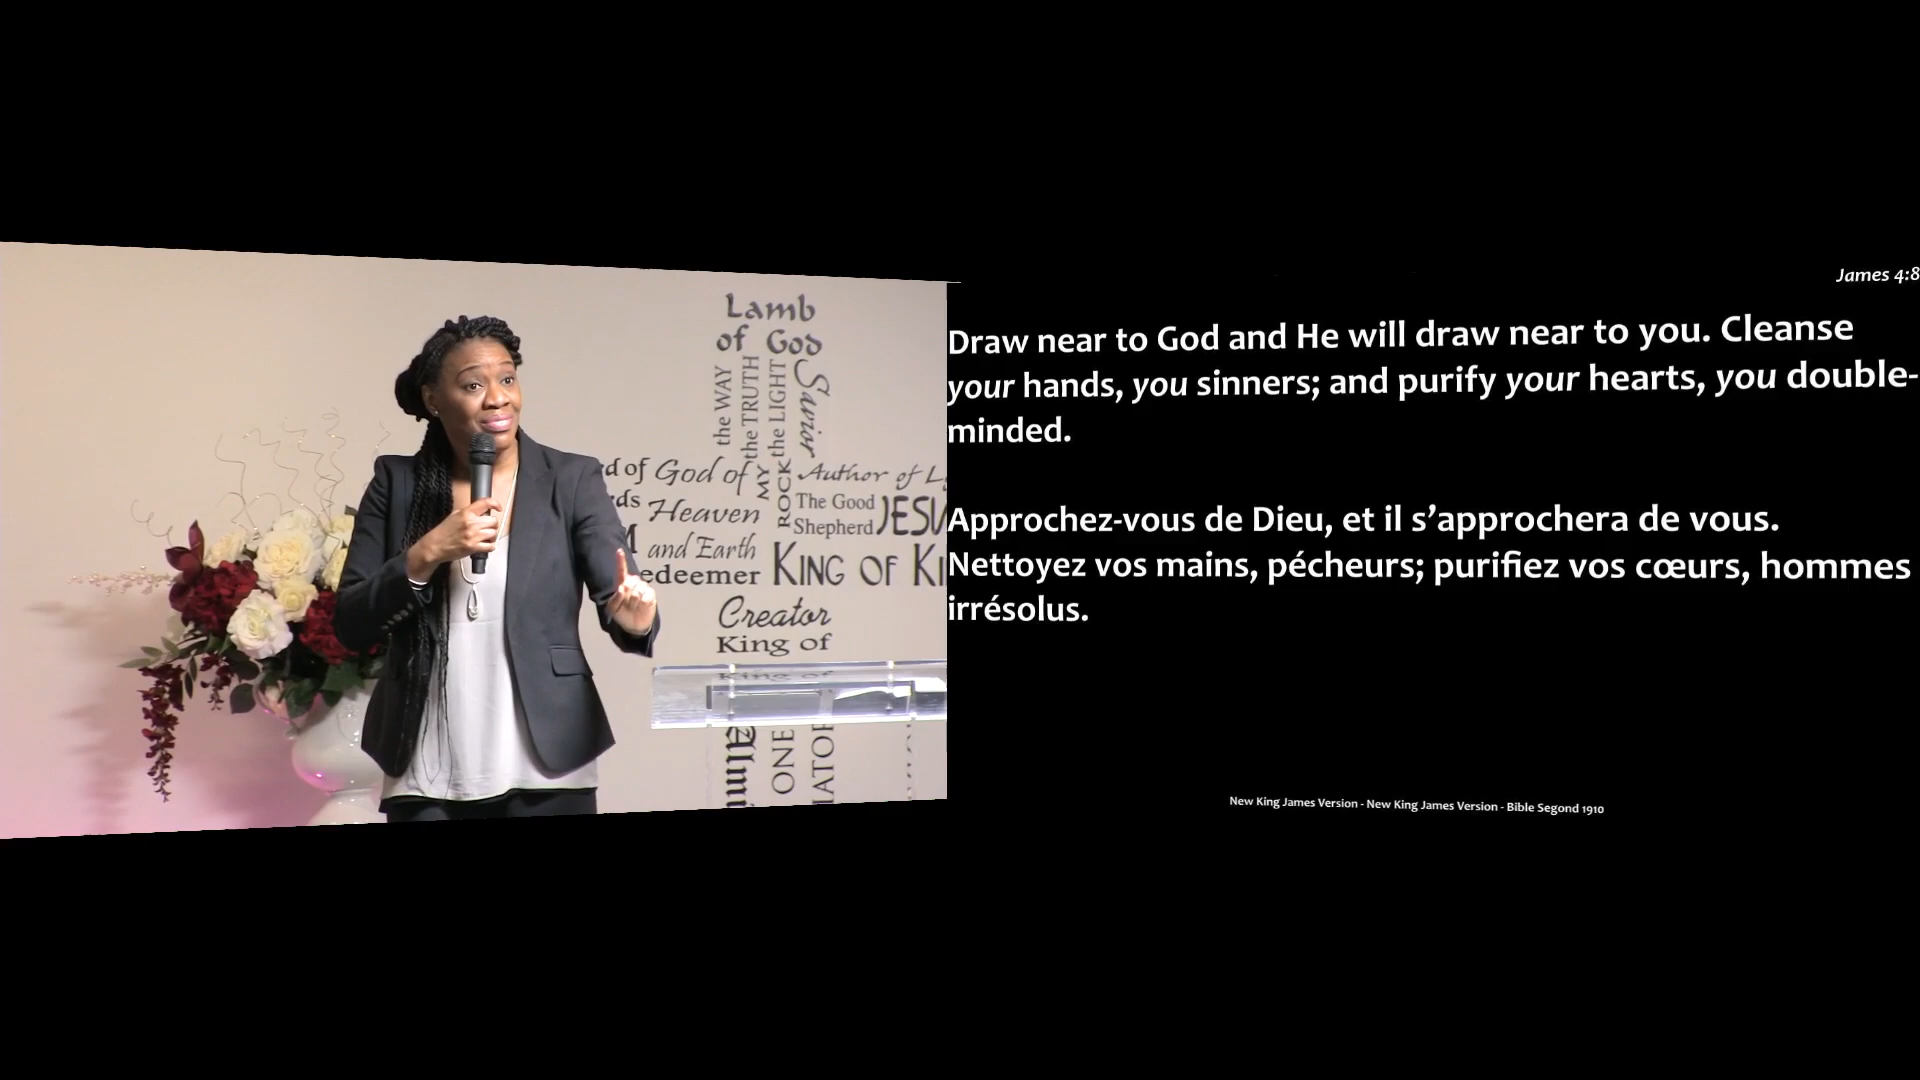 Lamb
of God
the WAY
the TRUTH
the LIGHT
Savior
MY
ROCK
d of God of
Author of
ds Heaven
The Good
Shepherd
and Earth
edeemer
KING OF
Creator
King of
King of
ONE
James 4:8
Draw near to God and He will draw near to you. Cleanse
your hands, you sinners; and purify your hearts, you double-
minded.
Approchez-vous de Dieu, et il s’approchera de vous.
Nettoyez vos mains, pécheurs; purifiez vos cœurs, hommes
irrésolus.
New King James Version - New King James Version - Bible Segond 1910